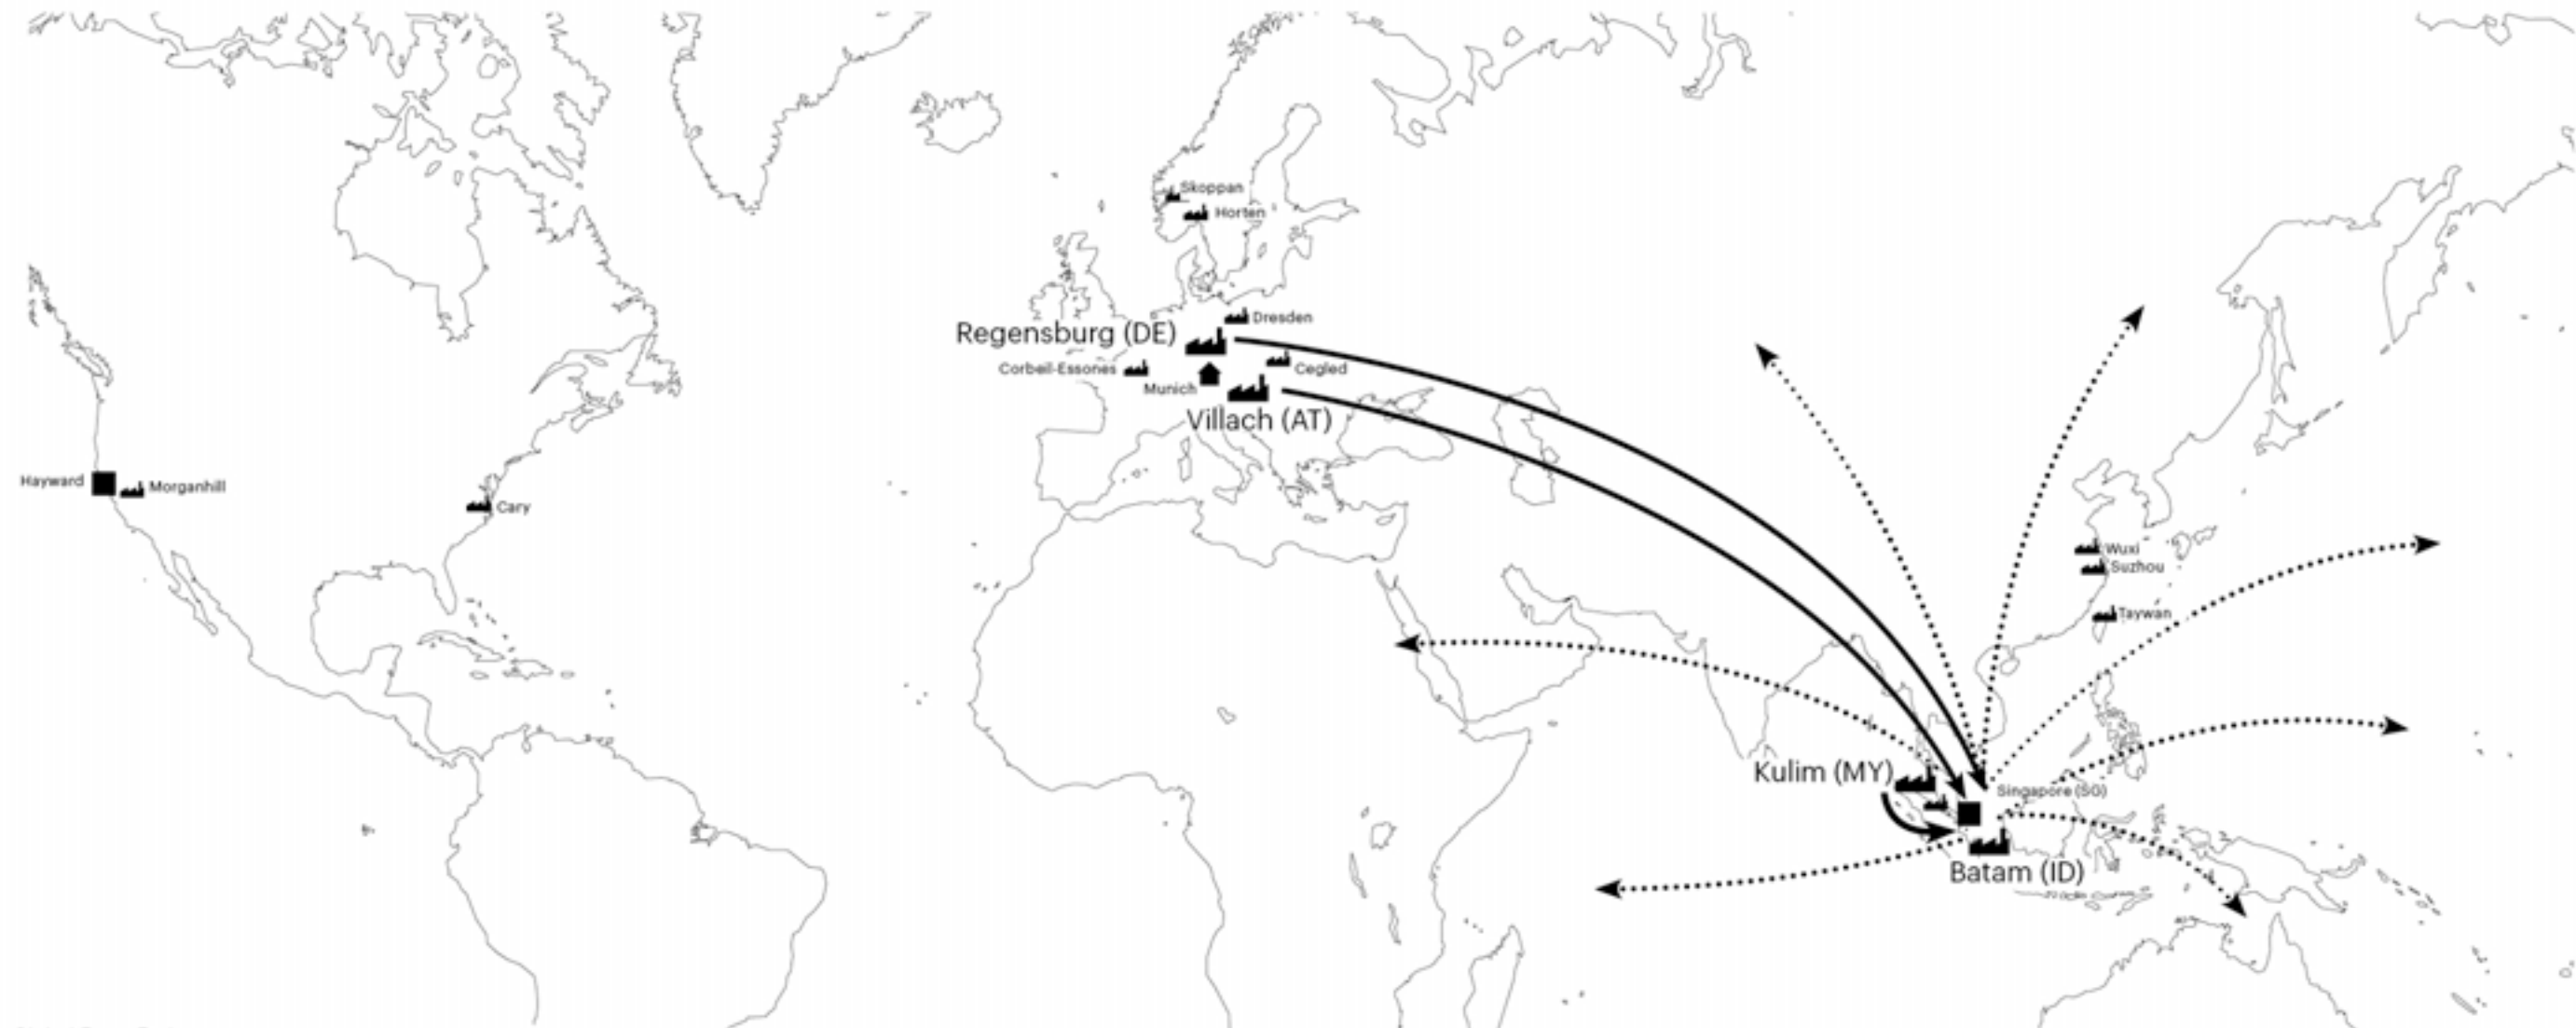 Skoppan
Horten
Dresden
Regensburg (DE)
Corbeil-Essones
Cegled
Munich
Villach (AT)
Hayward
Morganhill
Cary
Wuxi
Suzhou
Taywan
Kulim (MY)
Singapore (SG)
Batam (ID)